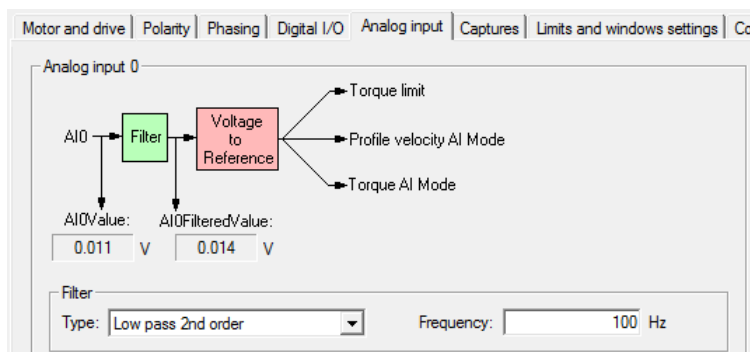 Motor and drive Polarity Phasing Digital I/O Analog input Captures Limits and windows settings Co
Analog input 0
Torque limit
AI0 Filter Voltage to Reference Profile velocity AI Mode
Torque AI Mode
AI0Value: AI0FilteredValue:
0.011 V 0.014 V
Filter
Type: Low pass 2nd order Frequency: 100 Hz